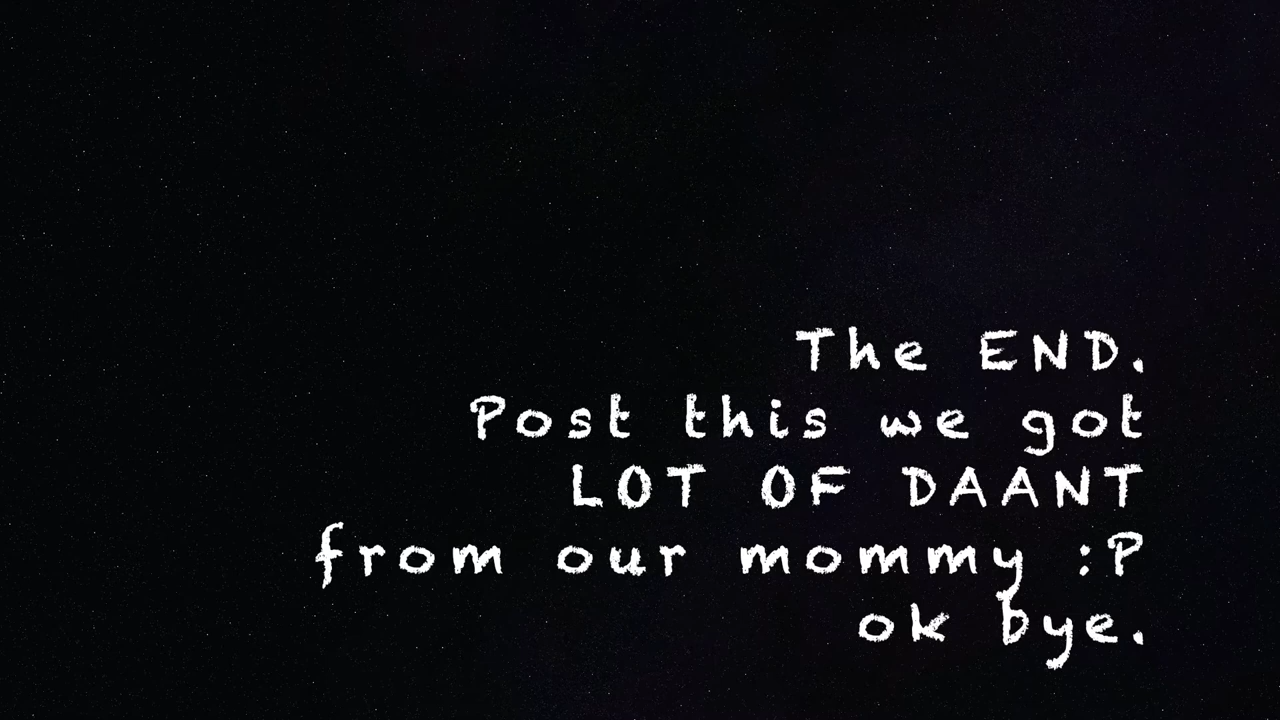 The END.
Post this we got
LOT OF DAANT
from our mommy :P
ok bye.